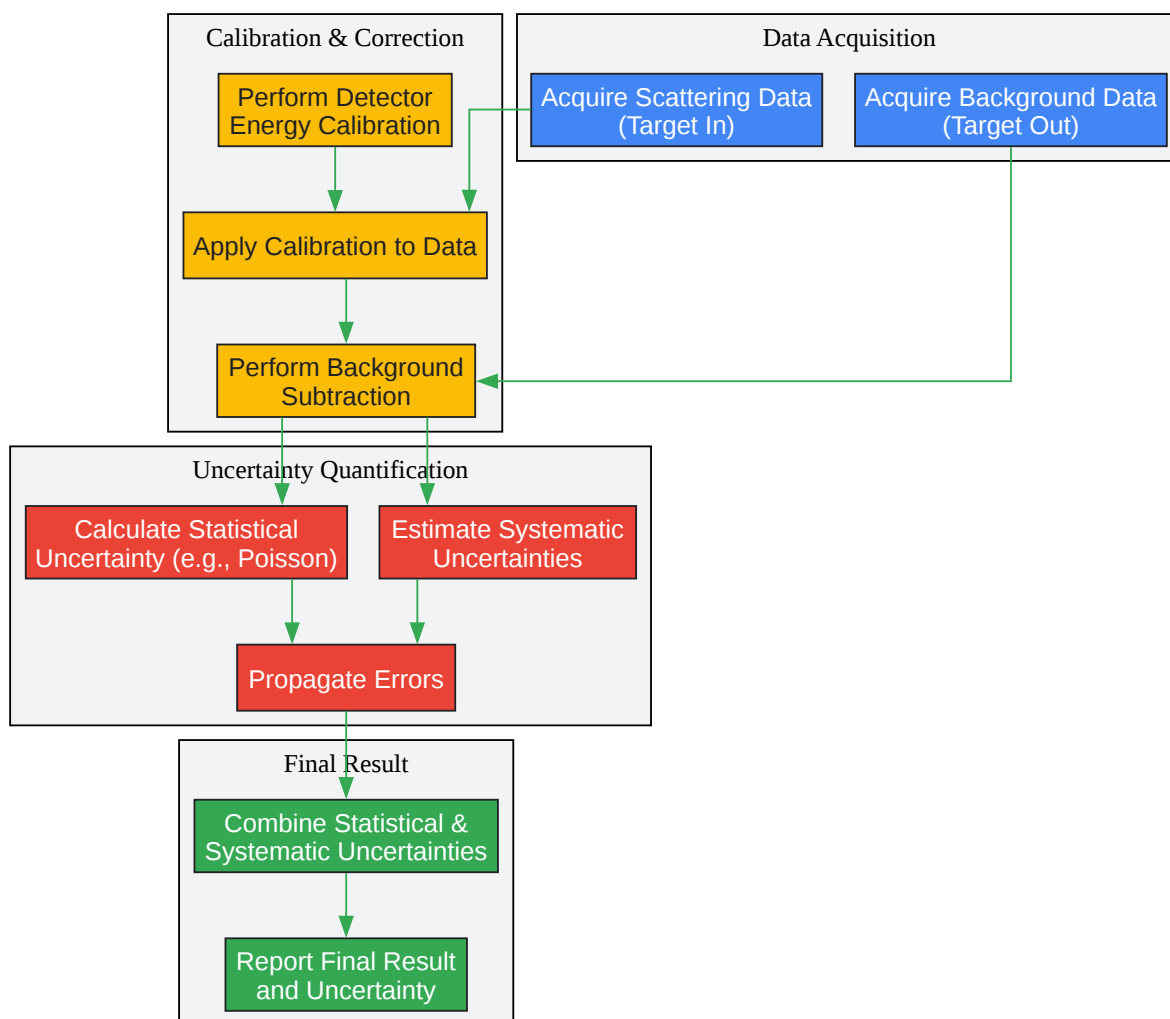 Calibration & Correction
Perform Detector
Energy Calibration
Apply Calibration to Data
Perform Background
Subtraction
Data Acquisition
Acquire Scattering Data
(Target In)
Acquire Background Data
(Target Out)
Uncertainty Quantification
Calculate Statistical
Uncertainty (e.g., Poisson)
Estimate Systematic
Uncertainties
Propagate Errors
Final Result
Combine Statistical &
Systematic Uncertainties
Report Final Result
and Uncertainty